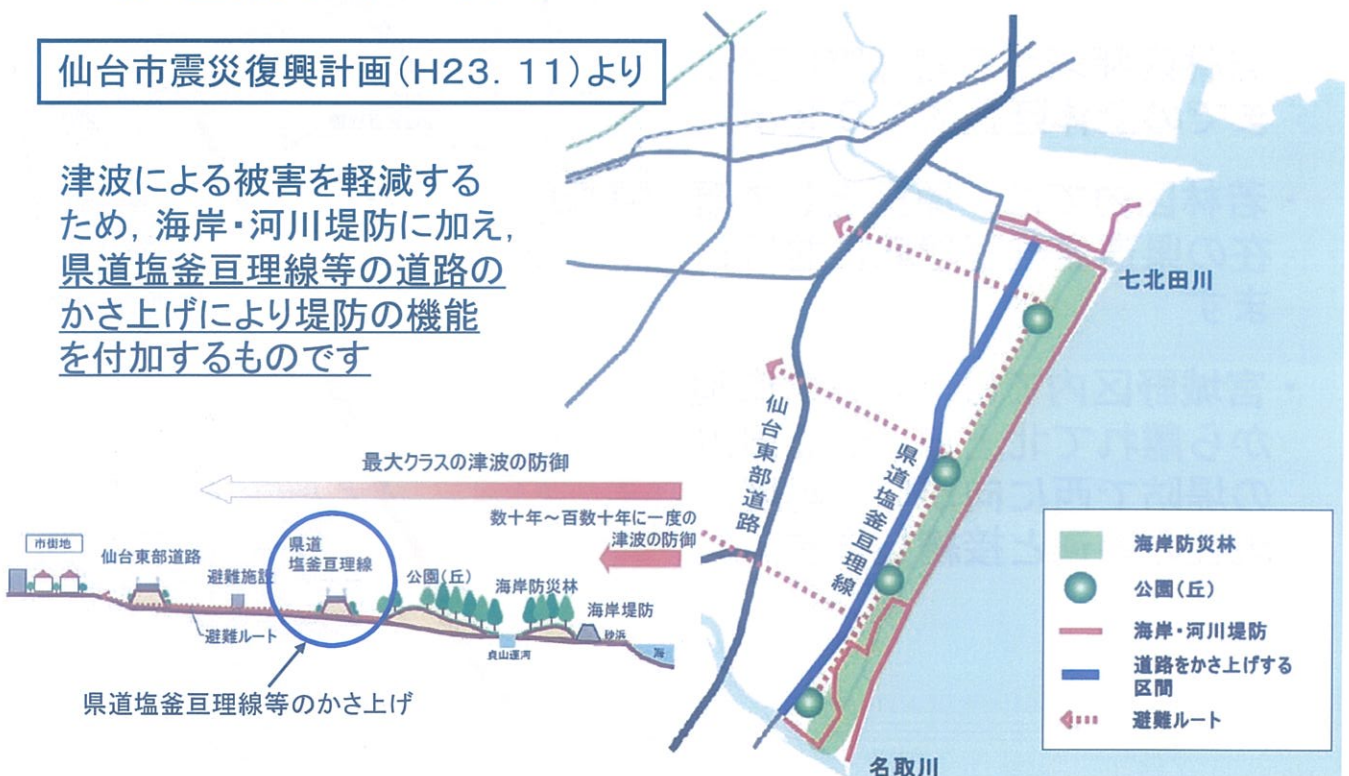 仙台市震災復興計画(H23. 11)より
津波による被害を軽減する
ため, 海岸・河川堤防に加え,
県道塩釜亘理線等の道路の
かさ上げにより堤防の機能
を付加するものです
七北田川
仙台東部道路
県道塩釜亘理線
名取川
最大クラスの津波の防御
数十年～百数十年に一度の
津波の防御
市街地
仙台東部道路
避難施設
県道
塩釜亘理線
公園(丘)
海岸防災林
海岸堤防
砂浜
海
貞山運河
避難ルート
県道塩釜亘理線等のかさ上げ
海岸防災林
公園(丘)
海岸・河川堤防
道路をかさ上げする
区間
避難ルート